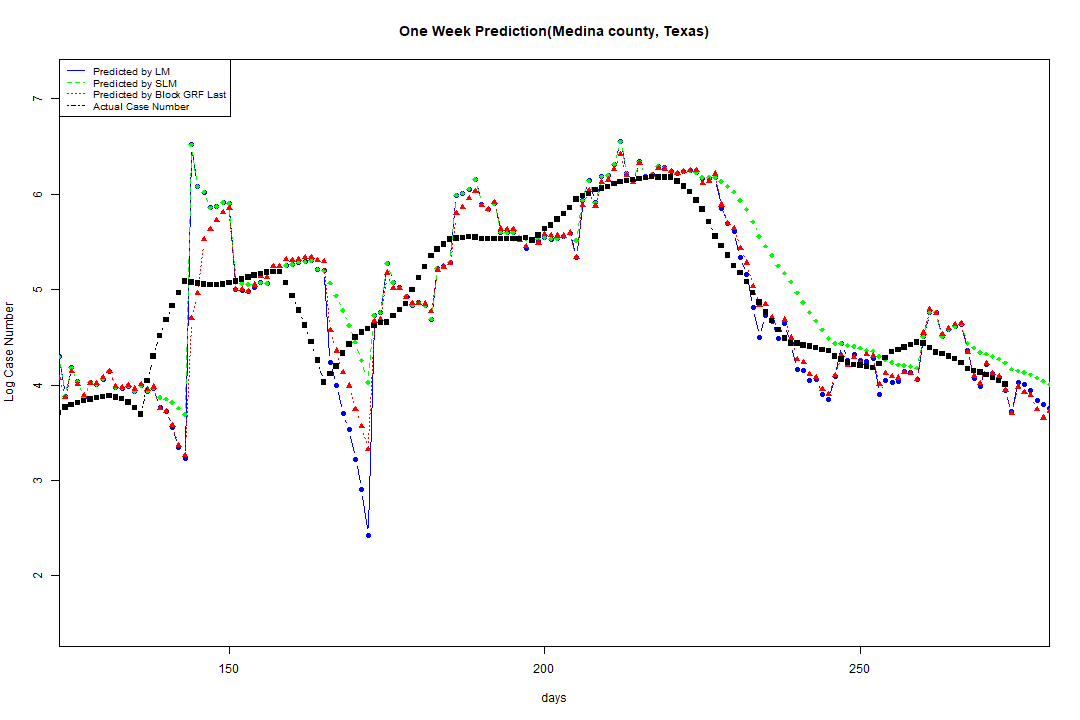 One Week Prediction(Medina county, Texas)
Predicted by LM
Predicted by SLM
Predicted by Block GRF Last
Actual Case Number
7
6
5
4
3
2
Log Case Number
150
200
250
days